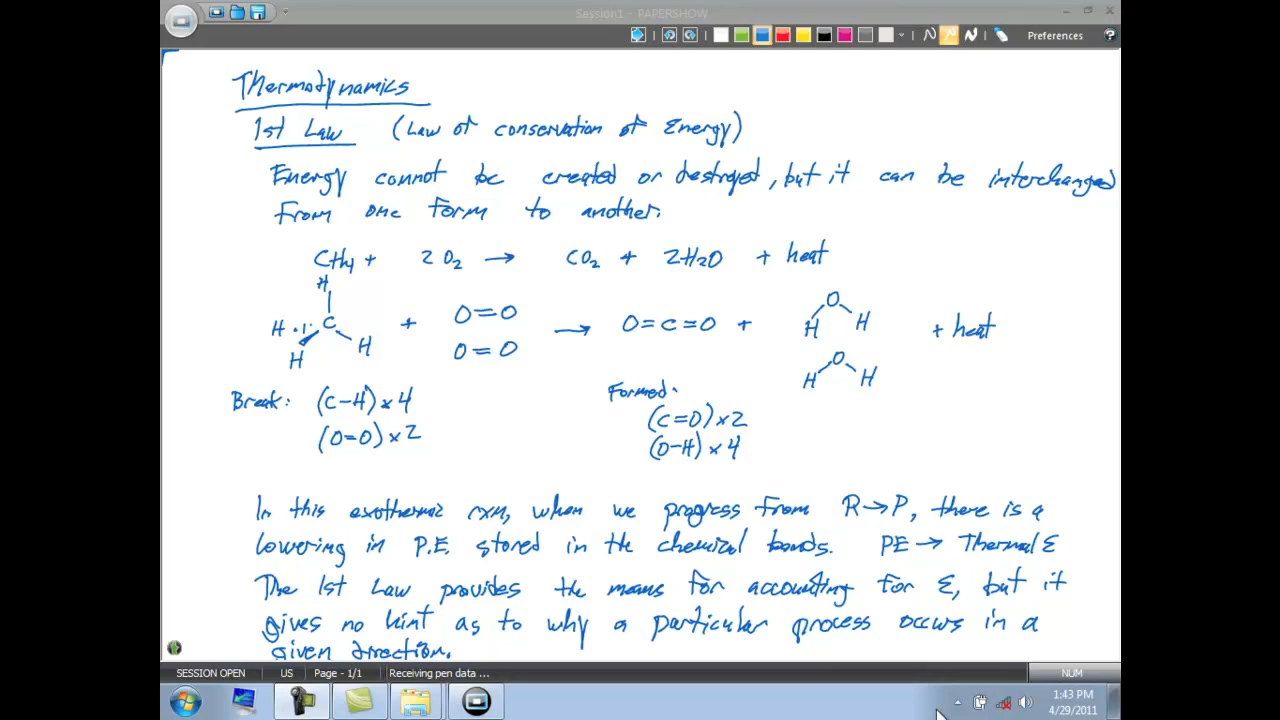 Session1 - PAPERSHOW
Preferences
Thermodynamics
1st Law (Law of conservation of Energy)
Energy cannot be created or destroyed, but it can be interchanged
From one form to another.
CH4 + 2 O2 → CO2 + 2H2O + heat
H
H C H
H
+ O=O
O=O
→ O=C=O +
O
H H
O
H H
+ heat
Break: (C-H) x 4
(O=O) x 2
Formed:
(C=O) x 2
(O-H) x 4
In this exothermic rxn, when we progress from R→P, there is a
lowering in P.E. stored in the chemical bonds. PE → Thermal E
The 1st Law provides the means for accounting for E, but it
gives no hint as to why a particular process occurs in a
given direction.
SESSION OPEN US Page - 1/1 Receiving pen data ... NUM
1:43 PM
4/29/2011